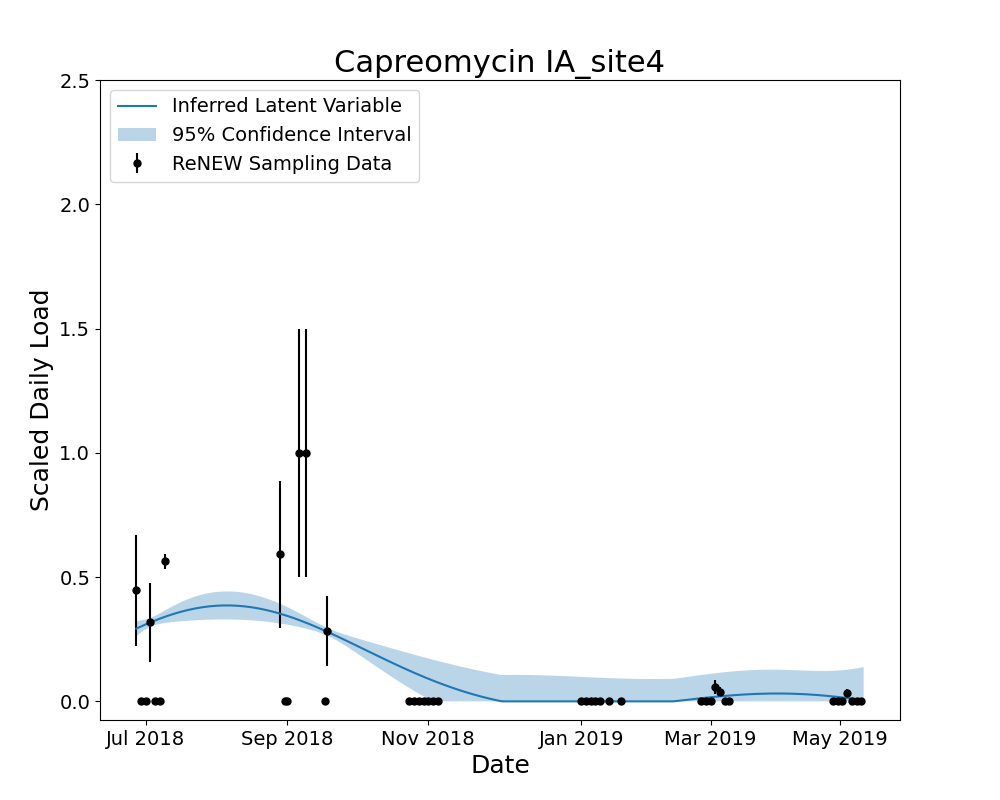 Capreomycin IA_site4
2.5
Inferred Latent Variable
95% Confidence Interval
ReNEW Sampling Data
2.0
1.5
1.0
0.5
0.0
Scaled Daily Load
Jul 2018 Sep 2018 Nov 2018 Jan 2019 Mar 2019 May 2019
Date